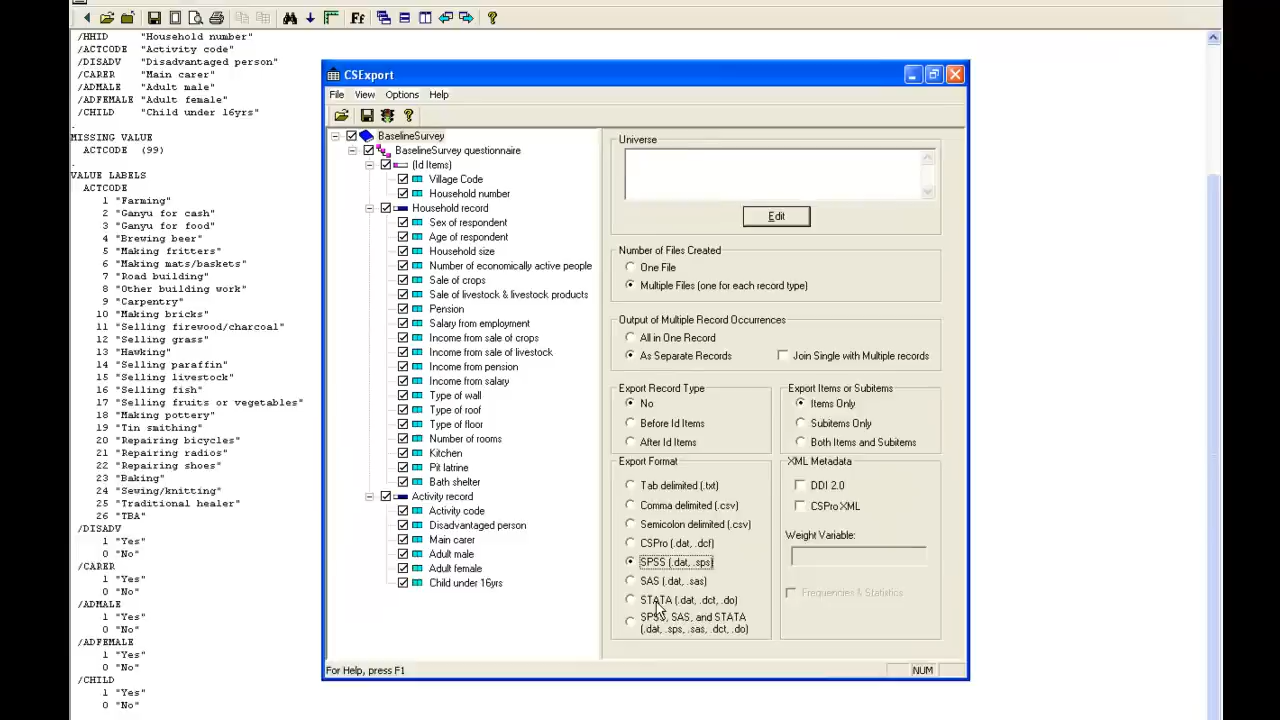 /HHID "Household number"
/ACTCODE "Activity code"
/DISADV "Disadvantaged person"
/CARER "Main carer"
/ADMALE "Adult male"
/ADFEMALE "Adult female"
/CHILD "Child under 16yrs"
.
MISSING VALUE
ACTCODE (99)
.
VALUE LABELS
ACTCODE
1 "Farming"
2 "Ganyu for cash"
3 "Ganyu for food"
4 "Brewing beer"
5 "Making fritters"
6 "Making mats/baskets"
7 "Road building"
8 "Other building work"
9 "Carpentry"
10 "Making bricks"
11 "Selling firewood/charcoal"
12 "Selling grass"
13 "Hawking"
14 "Selling paraffin"
15 "Selling livestock"
16 "Selling fish"
17 "Selling fruits or vegetables"
18 "Making pottery"
19 "Tin smithing"
20 "Repairing bicycles"
21 "Repairing radios"
22 "Repairing shoes"
23 "Baking"
24 "Sewing/knitting"
25 "Traditional healer"
26 "TBA"
/DISADV
1 "Yes"
0 "No"
/CARER
1 "Yes"
0 "No"
/ADMALE
1 "Yes"
0 "No"
/ADFEMALE
1 "Yes"
0 "No"
/CHILD
1 "Yes"
0 "No"
CSExport
File View Options Help
BaselineSurvey
BaselineSurvey questionnaire
(Id Items)
Village Code
Household number
Household record
Sex of respondent
Age of respondent
Household size
Number of economically active people
Sale of crops
Sale of livestock & livestock products
Pension
Salary from employment
Income from sale of crops
Income from sale of livestock
Income from pension
Income from salary
Type of wall
Type of roof
Type of floor
Number of rooms
Kitchen
Pit latrine
Bath shelter
Activity record
Activity code
Disadvantaged person
Main carer
Adult male
Adult female
Child under 16yrs
Universe
Edit
Number of Files Created
One File
Multiple Files (one for each record type)
Output of Multiple Record Occurrences
All in One Record
As Separate Records
Join Single with Multiple records
Export Record Type
No
Before Id Items
After Id Items
Export Items or Subitems
Items Only
Subitems Only
Both Items and Subitems
Export Format
Tab delimited (.txt)
Comma delimited (.csv)
Semicolon delimited (.csv)
CSPro (.dat, .dcf)
SPSS (.dat, .sps)
SAS (.dat, .sas)
STATA (.dat, .dct, .do)
SPSS, SAS, and STATA
(.dat, .sps, .sas, .dct, .do)
XML Metadata
DDI 2.0
CSPro XML
Weight Variable:
Frequencies & Statistics
For Help, press F1
NUM
Ff